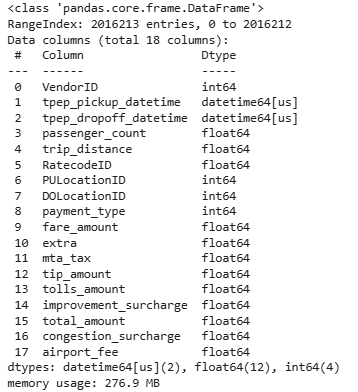 <class 'pandas.core.frame.DataFrame'>
RangeIndex: 2016213 entries, 0 to 2016212
Data columns (total 18 columns):
 #   Column                 Dtype
---  ------                 -----
 0   VendorID               int64
 1   tpep_pickup_datetime   datetime64[us]
 2   tpep_dropoff_datetime  datetime64[us]
 3   passenger_count        float64
 4   trip_distance          float64
 5   RatecodeID             float64
 6   PULocationID           int64
 7   DOLocationID           int64
 8   payment_type           int64
 9   fare_amount            float64
 10  extra                  float64
 11  mta_tax                float64
 12  tip_amount             float64
 13  tolls_amount           float64
 14  improvement_surcharge  float64
 15  total_amount           float64
 16  congestion_surcharge   float64
 17  airport_fee            float64
dtypes: datetime64[us](2), float64(12), int64(4)
memory usage: 276.9 MB